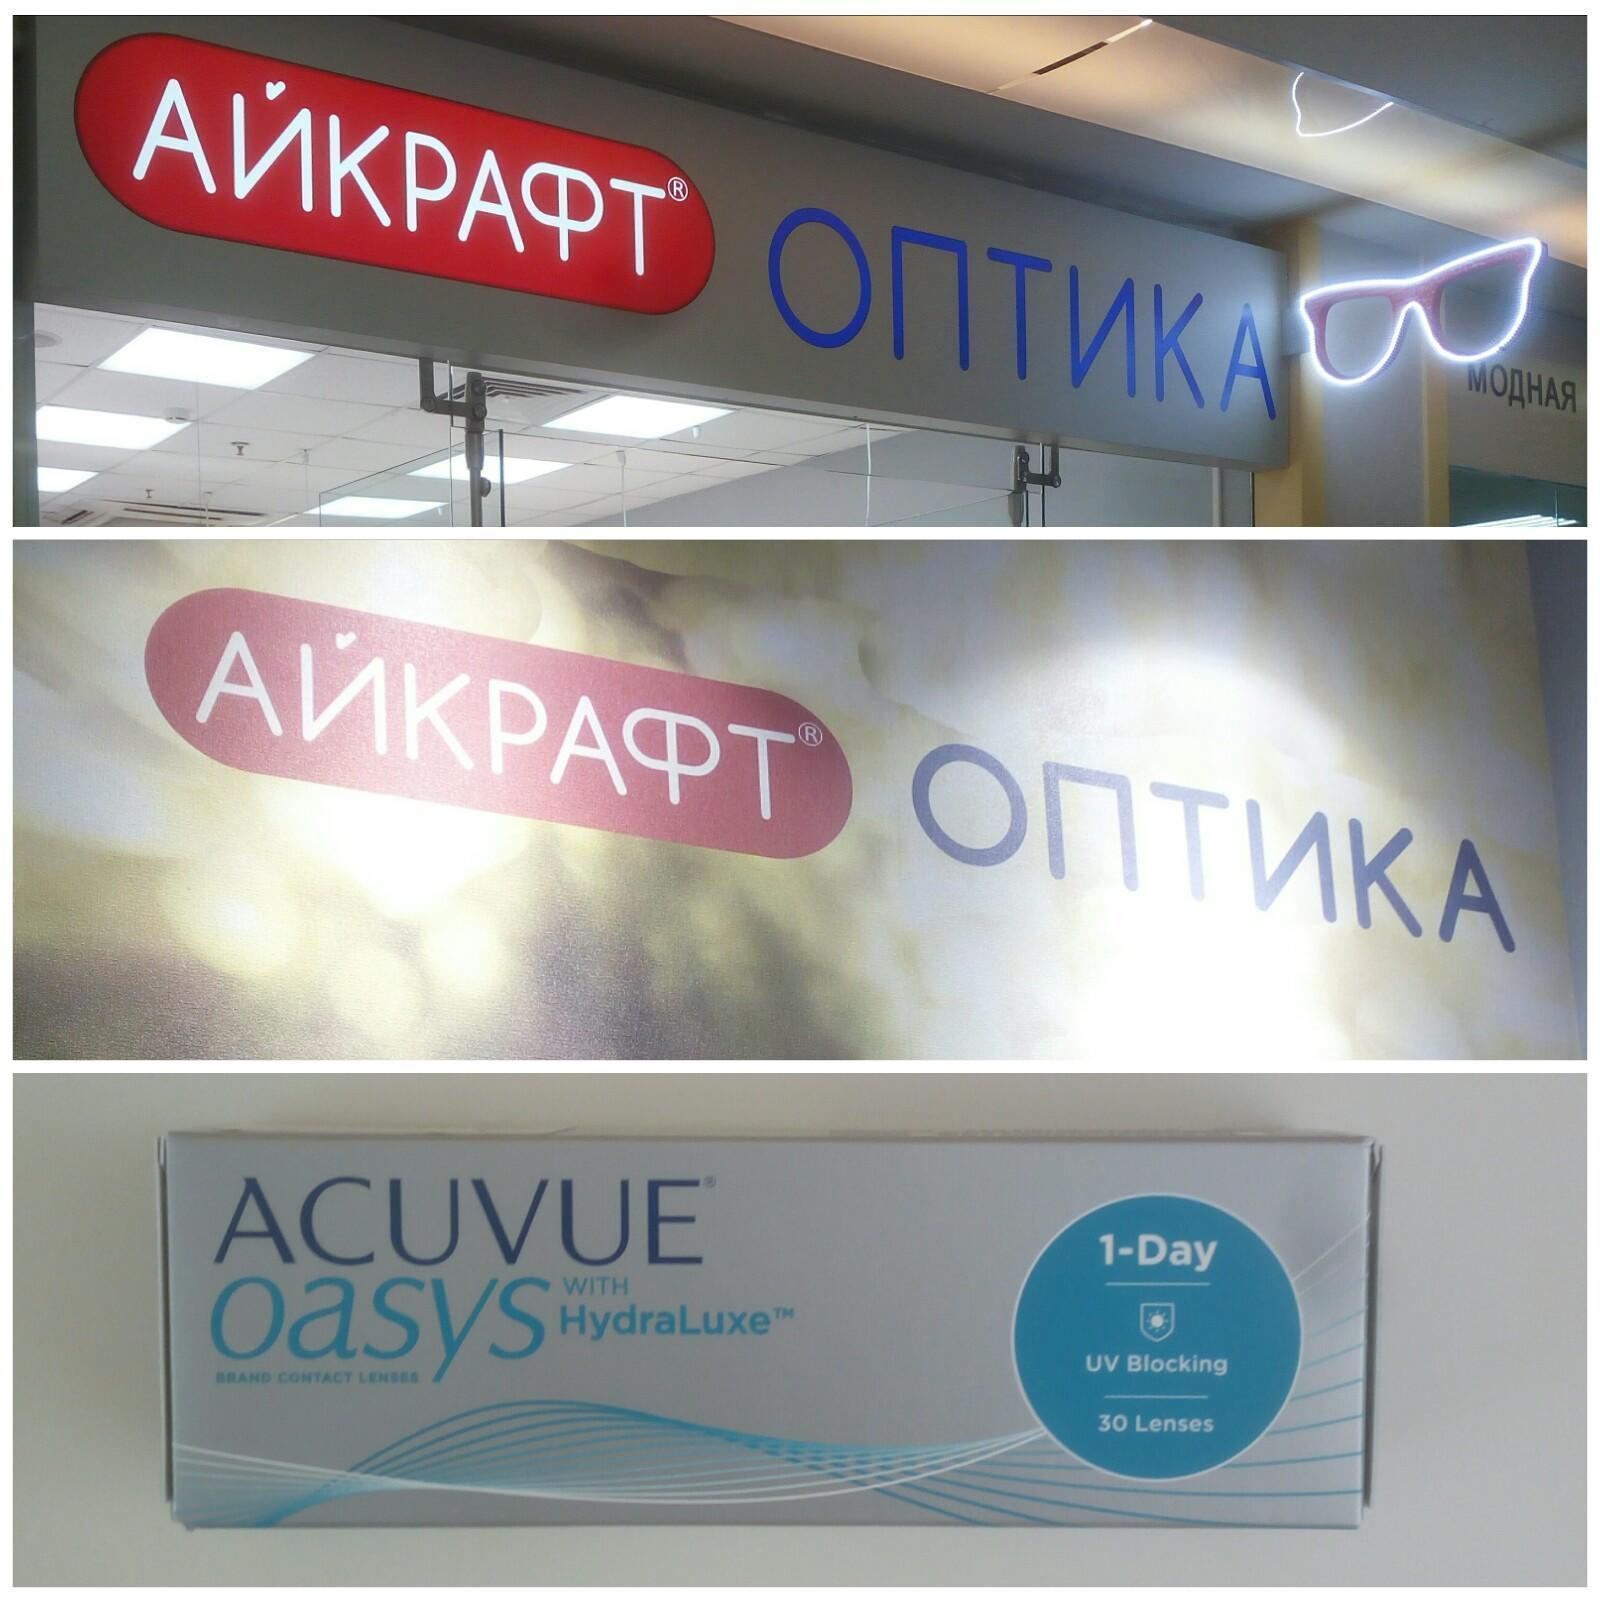 АЙКРАФТ® ОПТИКА
МОДНАЯ
АЙКРАФТ® ОПТИКА
ACUVUE®
oasys WITH HydraLuxe™
BRAND CONTACT LENSES
1-Day
UV Blocking
30 Lenses